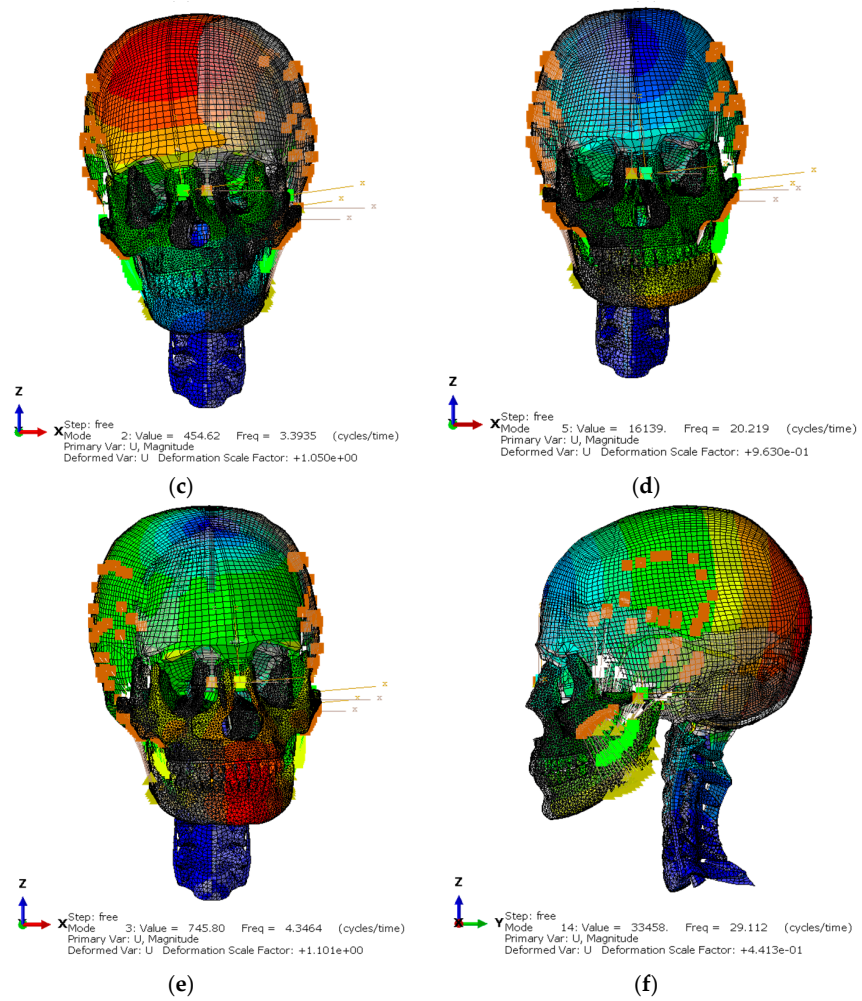 x
x
x
x
x
x
Z
X
Step: free
Mode 2: Value = 454.62 Freq = 3.3935 (cycles/time)
Primary Var: U, Magnitude
Deformed Var: U Deformation Scale Factor: +1.050e+00
(c)
Z
X
Step: free
Mode 5: Value = 16139. Freq = 20.219 (cycles/time)
Primary Var: U, Magnitude
Deformed Var: U Deformation Scale Factor: +9.630e-01
(d)
x
x
x
Z
X
Step: free
Mode 3: Value = 745.80 Freq = 4.3464 (cycles/time)
Primary Var: U, Magnitude
Deformed Var: U Deformation Scale Factor: +1.101e+00
(e)
Z
X
Y
Step: free
Mode 14: Value = 33458. Freq = 29.112 (cycles/time)
Primary Var: U, Magnitude
Deformed Var: U Deformation Scale Factor: +4.413e-01
(f)